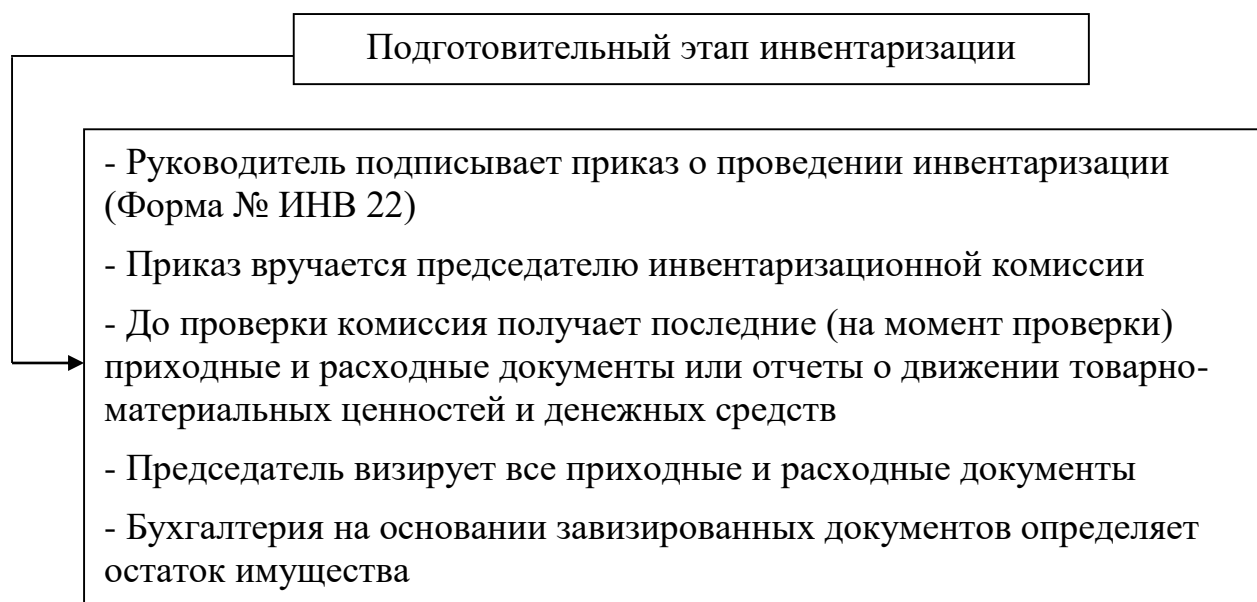 Подготовительный этап инвентаризации
- Руководитель подписывает приказ о проведении инвентаризации
(Форма № ИНВ 22)
- Приказ вручается председателю инвентаризационной комиссии
- До проверки комиссия получает последние (на момент проверки)
приходные и расходные документы или отчеты о движении товарно-
материальных ценностей и денежных средств
- Председатель визирует все приходные и расходные документы
- Бухгалтерия на основании завизированных документов определяет
остаток имущества